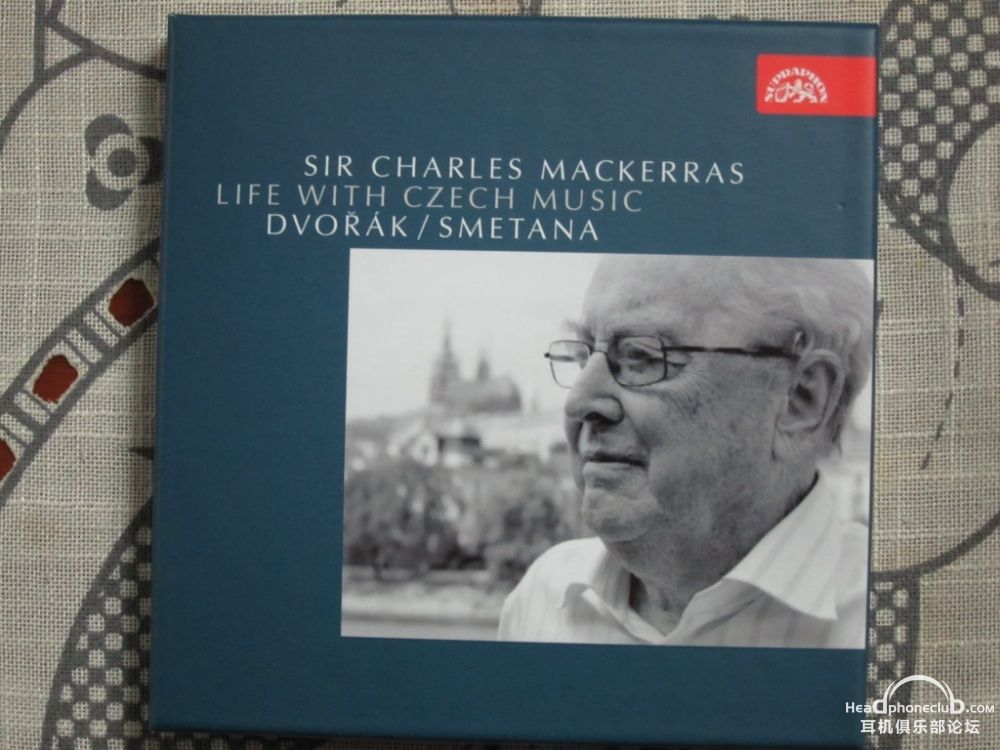 SUPRAPHON
SIR CHARLES MACKERRAS
LIFE WITH CZECH MUSIC
DVOŘÁK / SMETANA
Headphoneclub.com
耳机俱乐部论坛